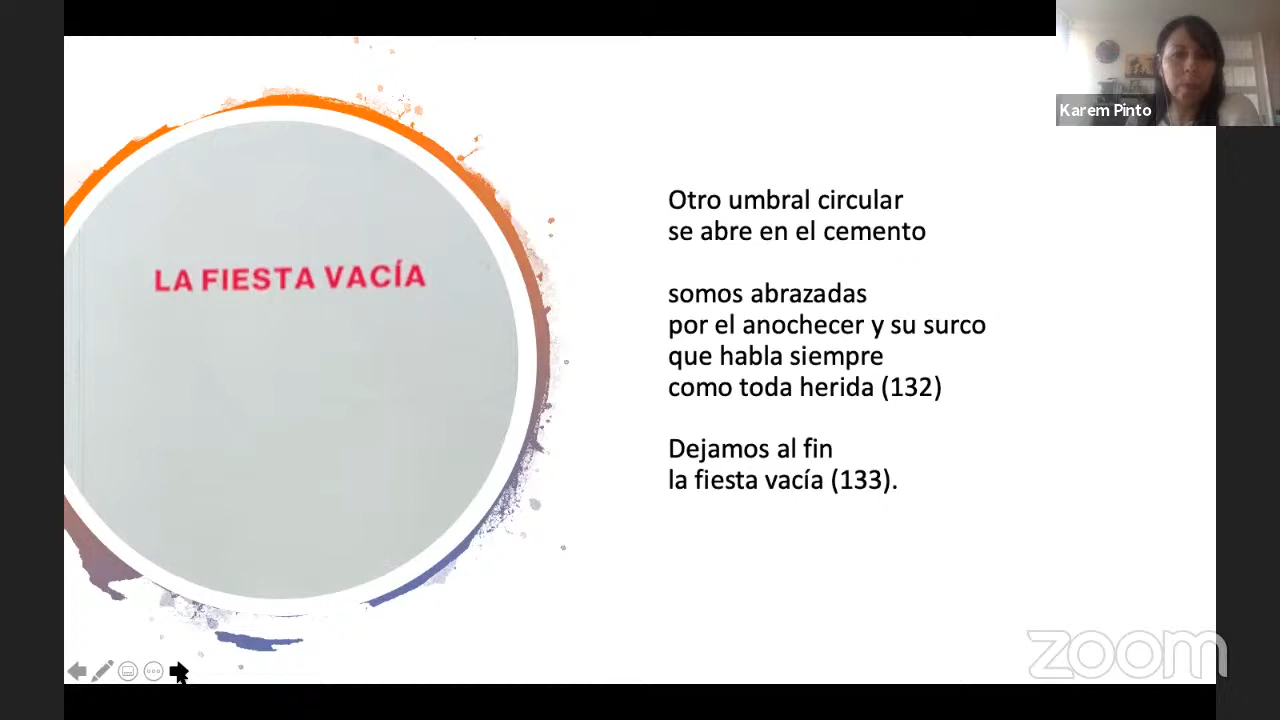 Karem Pinto
LA FIESTA VACÍA
Otro umbral circular
se abre en el cemento
somos abrazadas
por el anochecer y su surco
que habla siempre
como toda herida (132)
Dejamos al fin
la fiesta vacía (133).
zoom